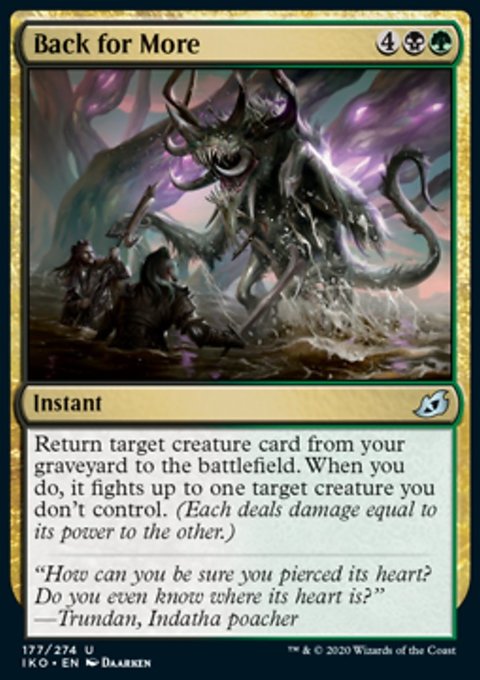 Back for More 4
Instant
Return target creature card from your
graveyard to the battlefield. When you
do, it fights up to one target creature you
don't control. (Each deals damage equal to
its power to the other.)
"How can you be sure you pierced its heart?
Do you even know where its heart is?"
—Trundan, Indatha poacher
177/274 U
IKO • EN Daarken
™ & © 2020 Wizards of the Coast